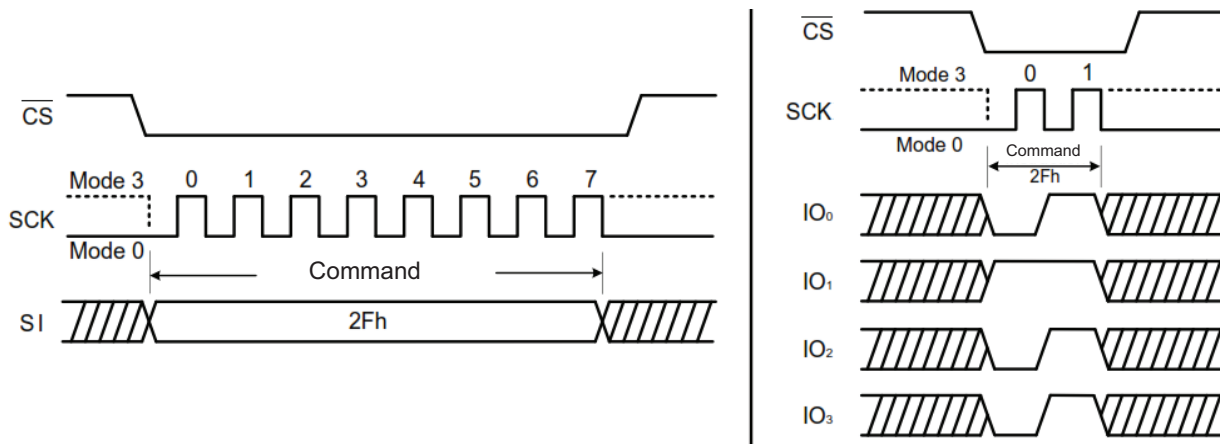 CS
Mode 3 0 1 2 3 4 5 6 7
SCK
Mode 0
Command
SI 2Fh
CS
Mode 3 0 1
SCK
Mode 0 Command
2Fh
IO₀
IO₁
IO₂
IO₃